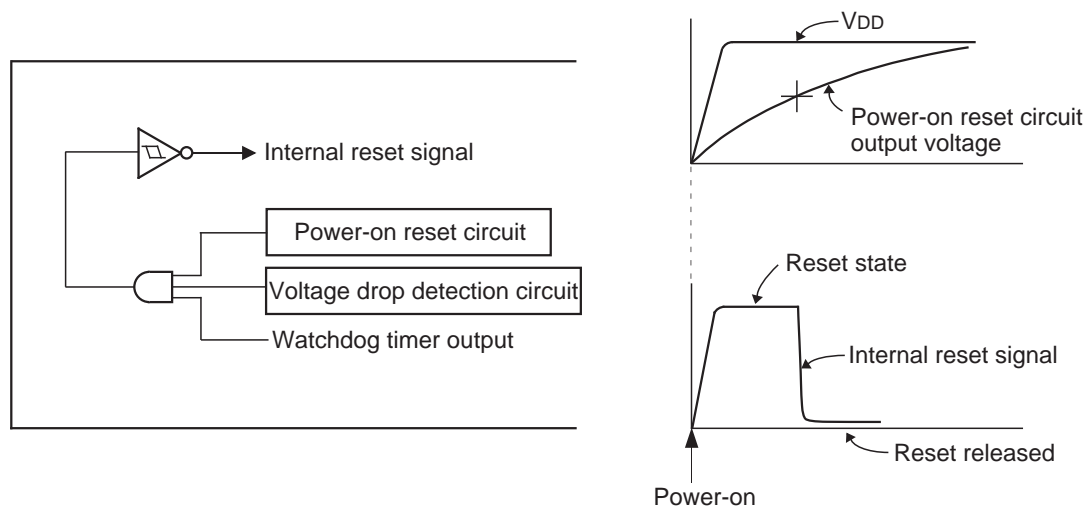 Internal reset signal
Power-on reset circuit
Voltage drop detection circuit
Watchdog timer output
VDD
Power-on reset circuit
output voltage
Reset state
Internal reset signal
Reset released
Power-on